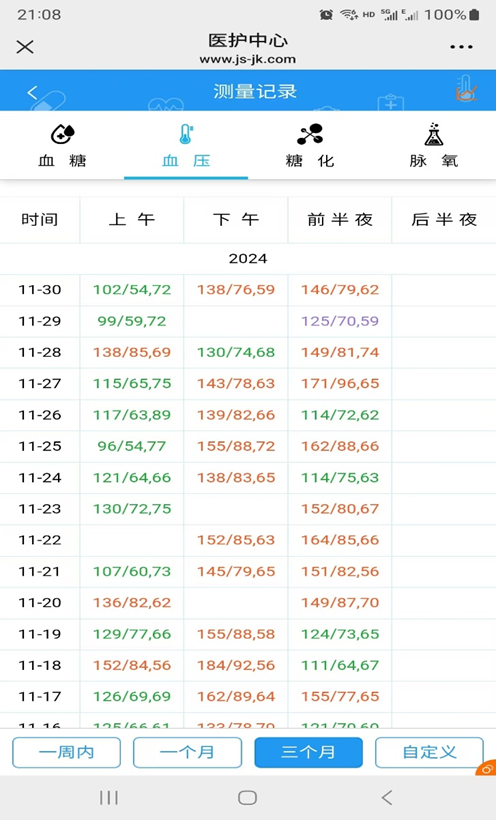 21:08 HD 5G E 100%
医护中心
www.js-jk.com
测量记录
血 糖 血 压 糖 化 脉 氧
时间 上 午 下 午 前 半 夜 后 半 夜
2024
11-30 102/54,72 138/76,59 146/79,62
11-29 99/59,72 125/70,59
11-28 138/85,69 130/74,68 149/81,74
11-27 115/65,75 143/78,63 171/96,65
11-26 117/63,89 139/82,66 114/72,62
11-25 96/54,77 155/88,72 162/88,66
11-24 121/64,66 138/83,65 114/75,63
11-23 130/72,75 152/80,67
11-22 152/85,63 164/85,66
11-21 107/60,73 145/79,65 151/82,56
11-20 136/82,62 149/87,70
11-19 129/77,66 155/88,58 124/73,65
11-18 152/84,56 184/92,56 111/64,67
11-17 126/69,69 162/89,64 155/77,65
11-16
一周内 一个月 三个月 自定义